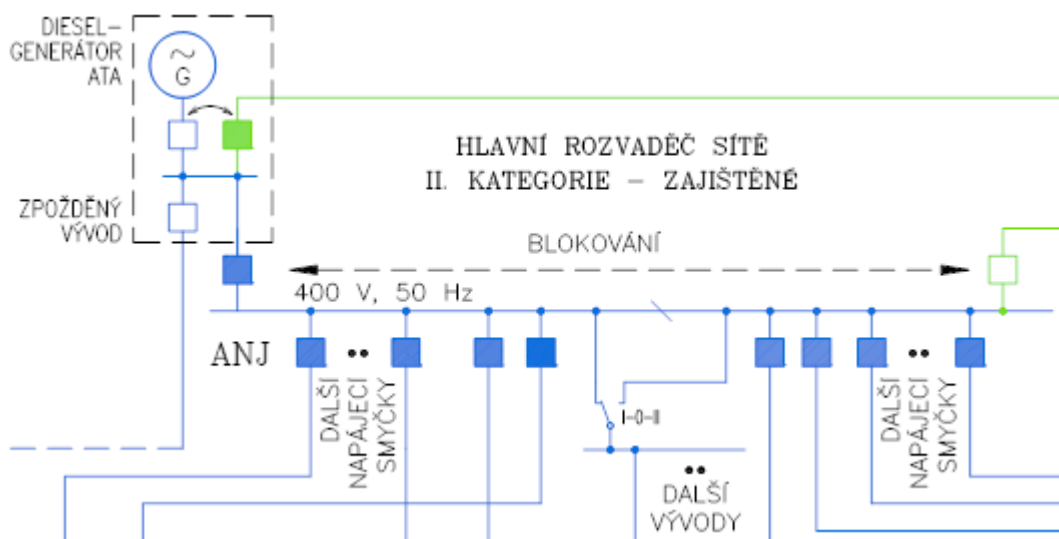 DIESEL-
GENERÁTOR
ATA
G
HLAVNÍ ROZVADĚČ SÍTĚ
II. KATEGORIE – ZAJIŠTĚNÉ
ZPOŽDĚNÝ
VÝVOD
BLOKOVÁNÍ
400 V, 50 Hz
ANJ
DALŠÍ
NAPÁJECÍ
SMYČKY
I-0-II
DALŠÍ
NAPÁJECÍ
SMYČKY
DALŠÍ
VÝVODY